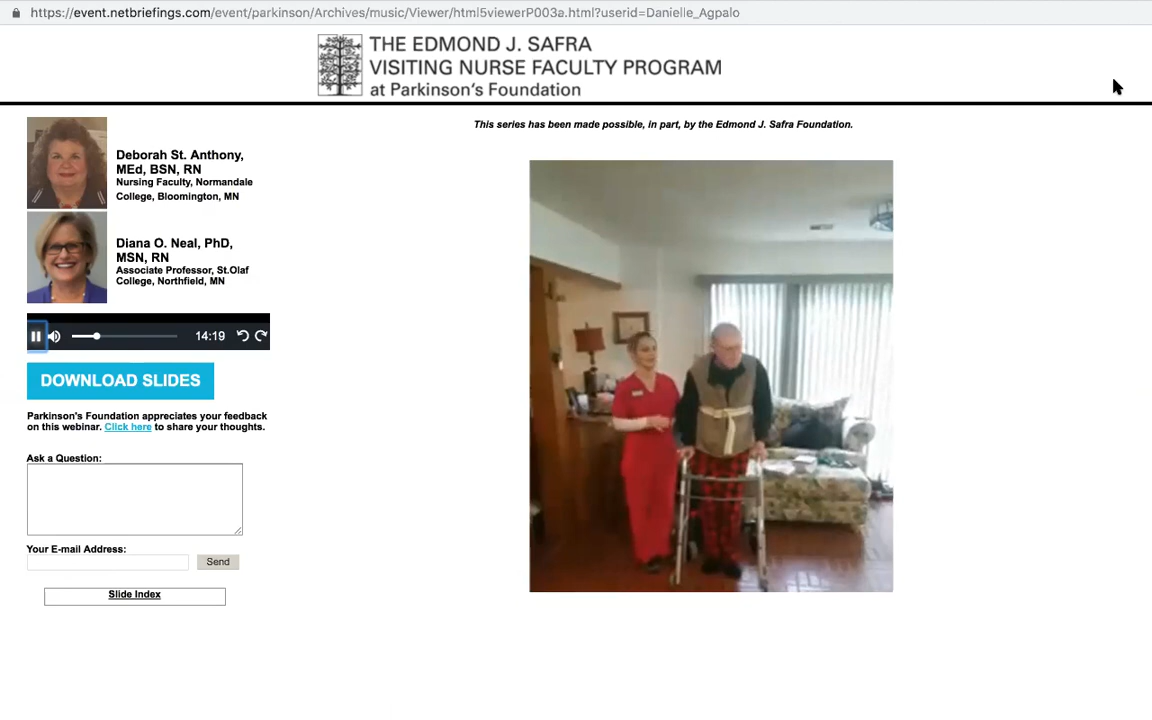 https://event.netbriefings.com/event/parkinson/Archives/music/Viewer/html5viewerP003a.html?userid=Danielle_Agpalo
THE EDMOND J. SAFRA
VISITING NURSE FACULTY PROGRAM
at Parkinson's Foundation
This series has been made possible, in part, by the Edmond J. Safra Foundation.
Deborah St. Anthony,
MEd, BSN, RN
Nursing Faculty, Normandale
College, Bloomington, MN
Diana O. Neal, PhD,
MSN, RN
Associate Professor, St.Olaf
College, Northfield, MN
14:19
DOWNLOAD SLIDES
Parkinson's Foundation appreciates your feedback
on this webinar. Click here to share your thoughts.
Ask a Question:
Your E-mail Address:
Send
Slide Index